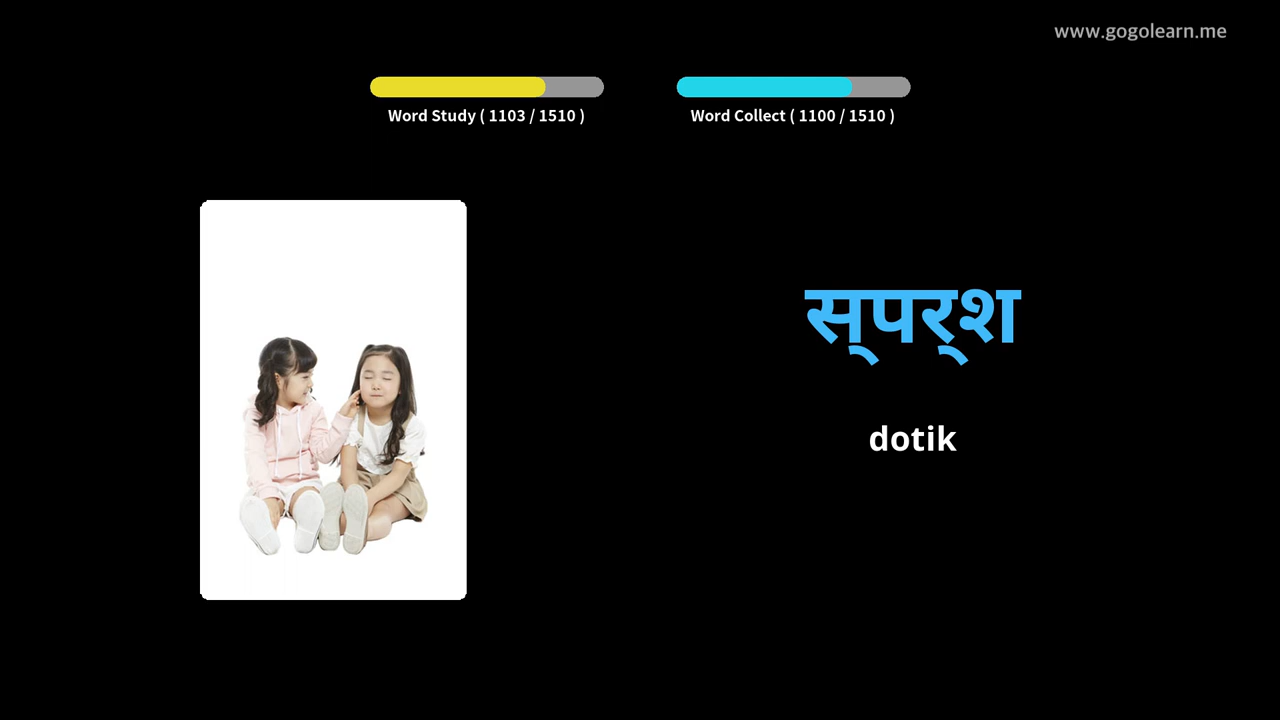 www.gogolearn.me
Word Study ( 1103 / 1510 )
Word Collect ( 1100 / 1510 )
स्पर्श
dotik